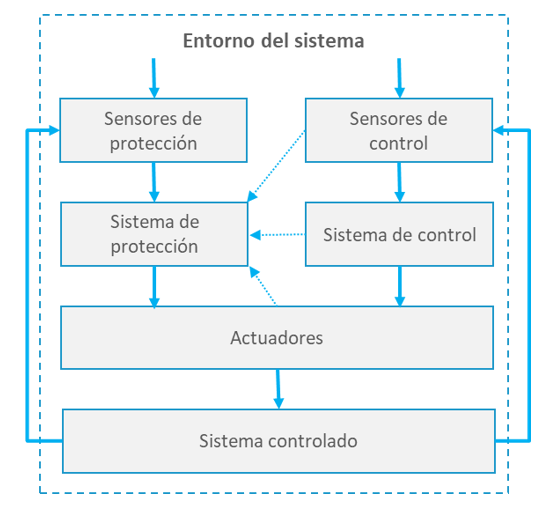 Entorno del sistema
Sensores de
protección
Sensores de
control
Sistema de
protección
Sistema de control
Actuadores
Sistema controlado